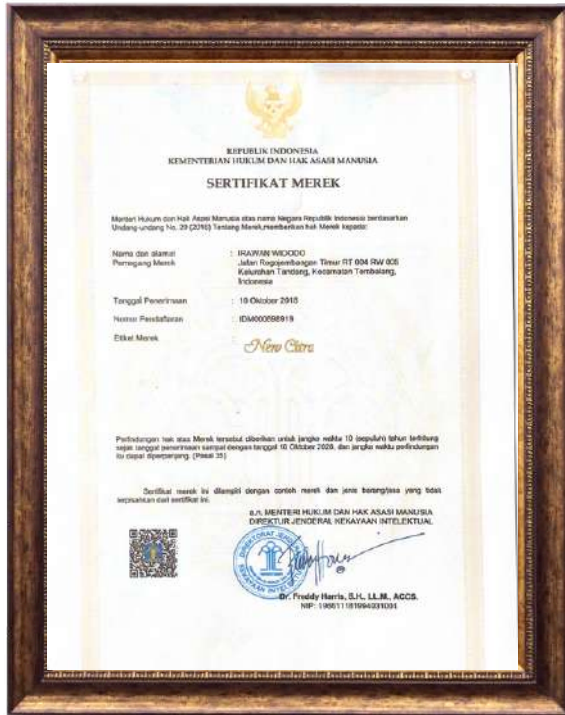 REPUBLIK INDONESIA
KEMENTERIAN HUKUM DAN HAK ASASI MANUSIA
SERTIFIKAT MEREK
Menteri Hukum dan Hak Asasi Manusia atas nama Negara Republik Indonesia berdasarkan
Undang-undang No. 20 (2016) Tentang Merek,memberikan hak Merek kepada:
Nama dan alamat : IRAWAN WIDODO
Pemegang Merek Jalan Rogojembangan Timur RT 004 RW 005
Kelurahan Tandang, Kecamatan Tembalang,
Indonesia
Tanggal Penerimaan : 10 Oktober 2018
Nomor Pendaftaran :
Etiket Merek : New Citra
Perlindungan hak atas Merek tersebut diberikan untuk jangka waktu 10 (sepuluh) tahun terhitung
sejak tanggal penerimaan sampai dengan tanggal Oktober dan jangka waktu perlindungan
itu dapat diperpanjang. (Pasal 35)
Sertifikat merek ini dilampiri dengan contoh merek dan jenis barang/jasa yang tidak
terpisahkan dari sertifikat ini.
a.n. MENTERI HUKUM DAN HAK ASASI MANUSIA
DIREKTUR JENDERAL KEKAYAAN INTELEKTUAL
DIREKTORAT JENDERAL
KEKAYAAN INTELEKTUAL
Dr. Freddy Harris, S.H., LL.M., ACCS.
NIP.